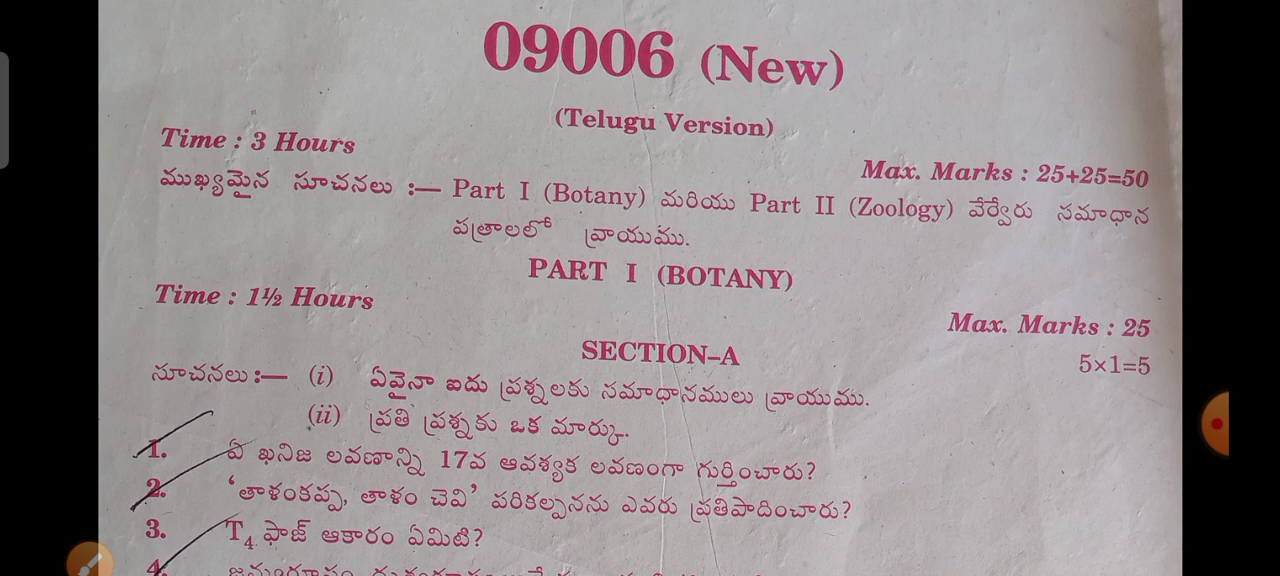 09006 (New)
(Telugu Version)
Time : 3 Hours
Max. Marks : 25+25=50
ముఖ్యమైన సూచనలు :— Part I (Botany) మరియు Part II (Zoology) వేర్వేరు సమాధాన
పత్రాలలో వ్రాయుము.
PART I (BOTANY)
Time : 1½ Hours
Max. Marks : 25
SECTION–A
5×1=5
సూచనలు :— (i) ఏవైనా ఐదు ప్రశ్నలకు సమాధానములు వ్రాయుము.
(ii) ప్రతి ప్రశ్నకు ఒక మార్కు.
1. ఏ ఖనిజ లవణాన్ని 17వ ఆవశ్యక లవణంగా గుర్తించారు?
2. 'తాళంకప్ప, తాళం చెవి' పరికల్పనను ఎవరు ప్రతిపాదించారు?
3. T4 ఫాజ్ ఆకారం ఏమిటి?
4.